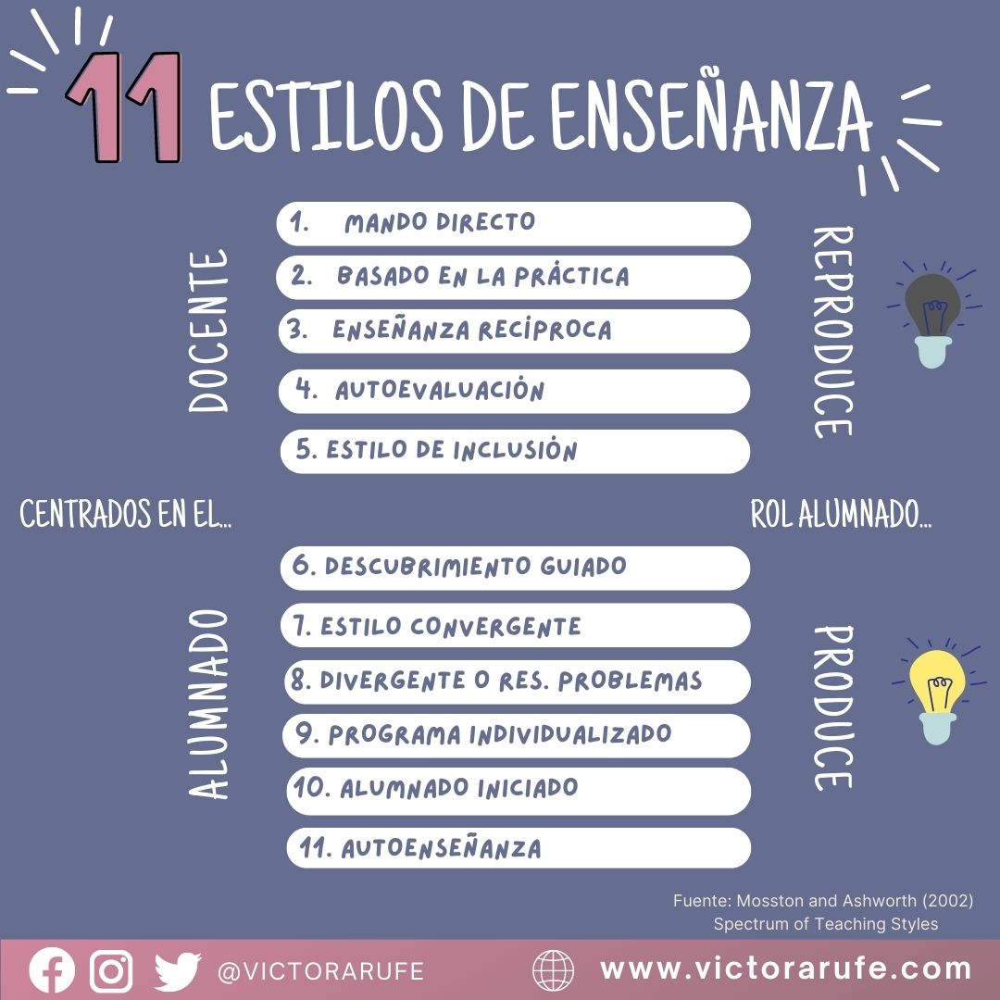 11 ESTILOS DE ENSEÑANZA
DOCENTE
1. MANDO DIRECTO
2. BASADO EN LA PRÁCTICA
3. ENSEÑANZA RECÍPROCA
4. AUTOEVALUACIÓN
5. ESTILO DE INCLUSIÓN
REPRODUCE
CENTRADOS EN EL...
ROL ALUMNADO...
ALUMNADO
6. DESCUBRIMIENTO GUIADO
7. ESTILO CONVERGENTE
8. DIVERGENTE O RES. PROBLEMAS
9. PROGRAMA INDIVIDUALIZADO
10. ALUMNADO INICIADO
11. AUTOENSEÑANZA
PRODUCE
Fuente: Mosston and Ashworth (2002)
Spectrum of Teaching Styles
@VICTORARUFE
www.victorarufe.com